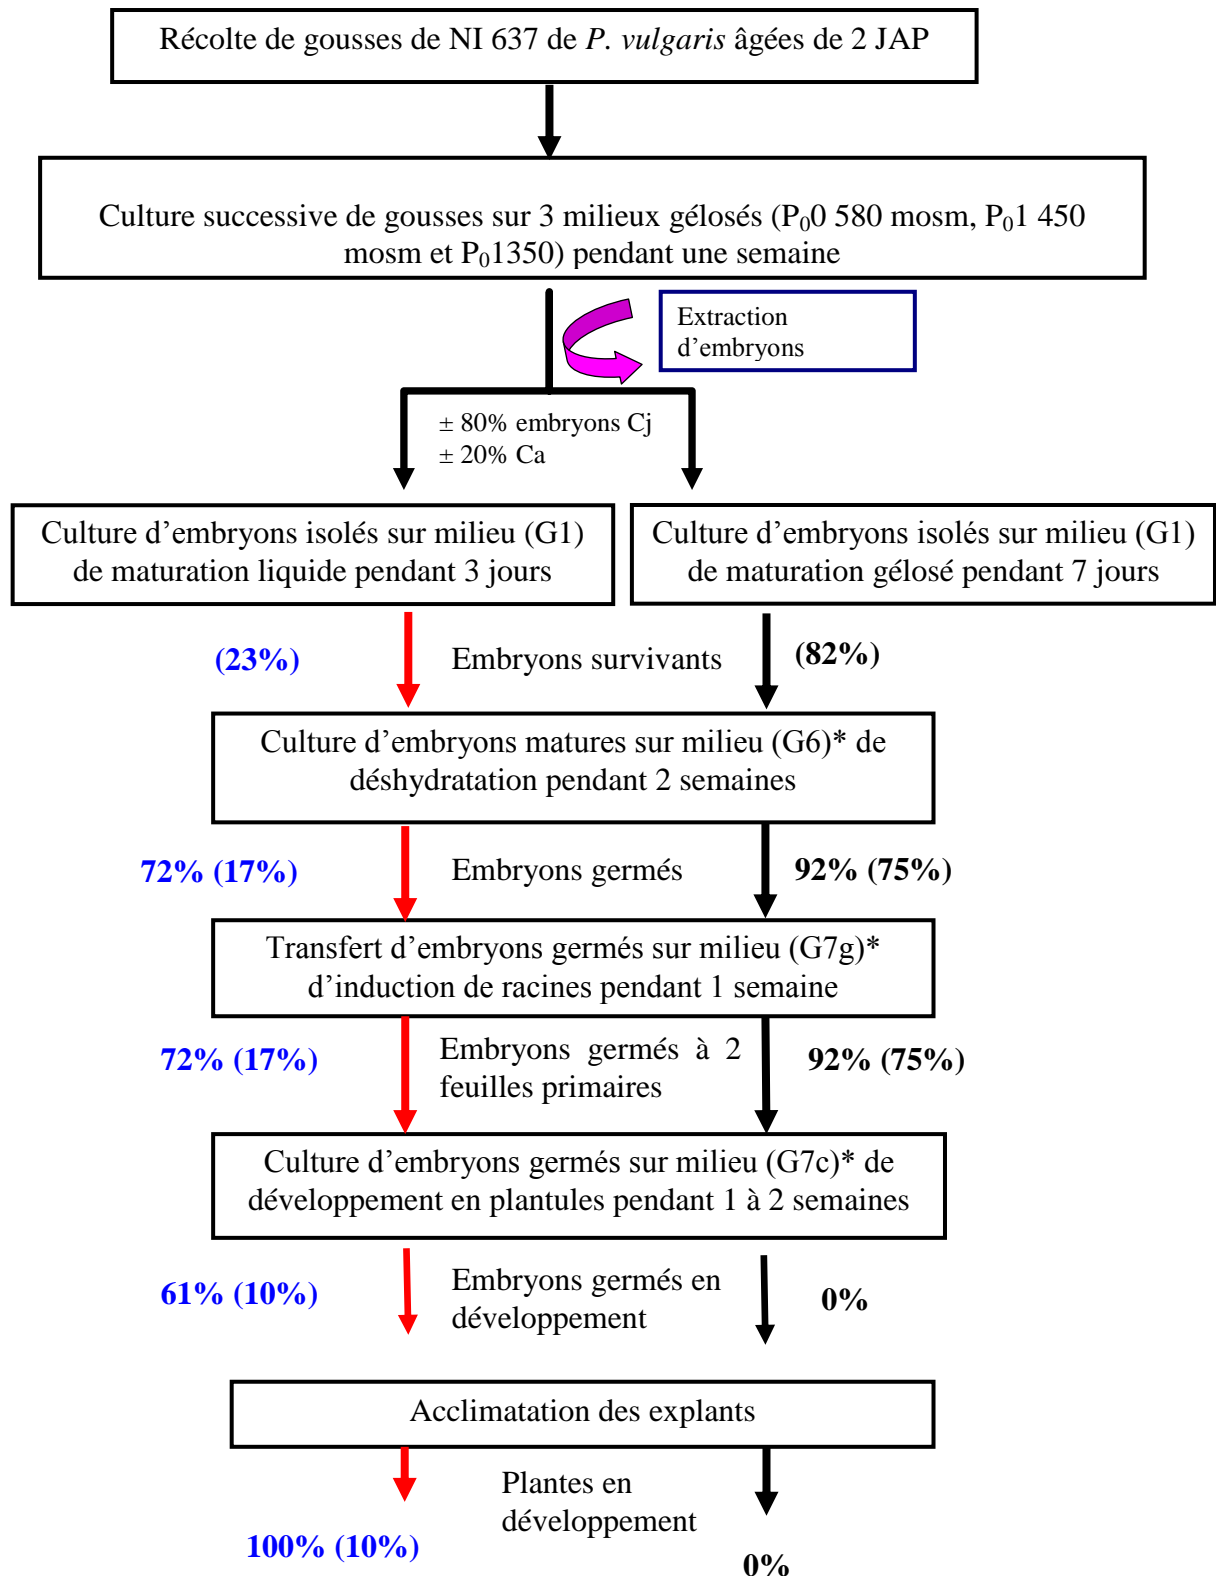 Récolte de gousses de NI 637 de P. vulgaris âgées de 2 JAP
Culture successive de gousses sur 3 milieux gélosés (P₀0 580 mosm, P₀1 450
mosm et P₀1350) pendant une semaine
Extraction
d’embryons
± 80% embryons Cj
± 20% Ca
Culture d’embryons isolés sur milieu (G1)
de maturation liquide pendant 3 jours
Culture d’embryons isolés sur milieu (G1)
de maturation gélosé pendant 7 jours
(23%)
Embryons survivants
(82%)
Culture d’embryons matures sur milieu (G6)* de
déshydratation pendant 2 semaines
72% (17%)
Embryons germés
92% (75%)
Transfert d’embryons germés sur milieu (G7g)*
d’induction de racines pendant 1 semaine
72% (17%)
Embryons germés à 2
feuilles primaires
92% (75%)
Culture d’embryons germés sur milieu (G7c)* de
développement en plantules pendant 1 à 2 semaines
61% (10%)
Embryons germés en
développement
0%
Acclimatation des explants
Plantes en
développement
100% (10%)
0%